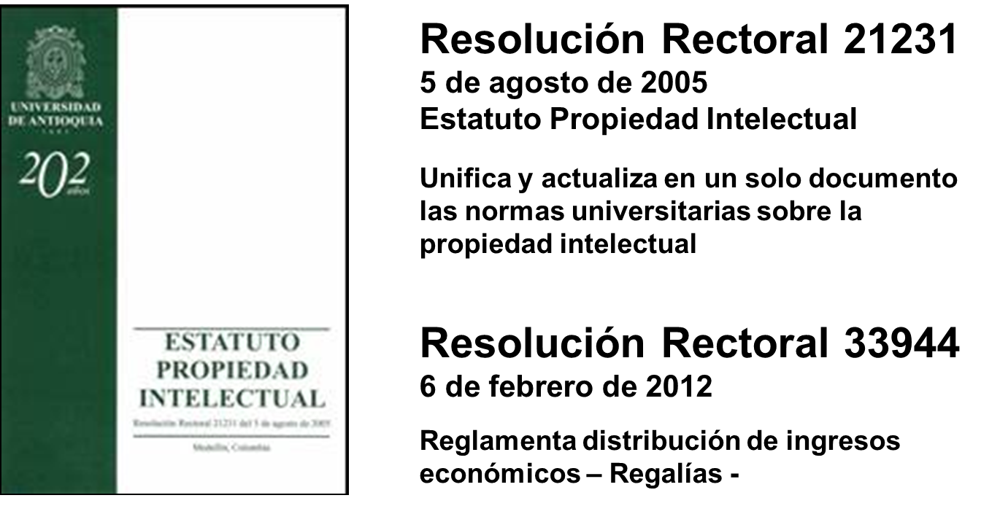 UNIVERSIDAD
DE ANTIOQUIA
202
años
ESTATUTO
PROPIEDAD
INTELECTUAL
Resolución Rectoral 21231 del 5 de agosto de 2005
Medellín, Colombia
Resolución Rectoral 21231
5 de agosto de 2005
Estatuto Propiedad Intelectual
Unifica y actualiza en un solo documento
las normas universitarias sobre la
propiedad intelectual
Resolución Rectoral 33944
6 de febrero de 2012
Reglamenta distribución de ingresos
económicos – Regalías -